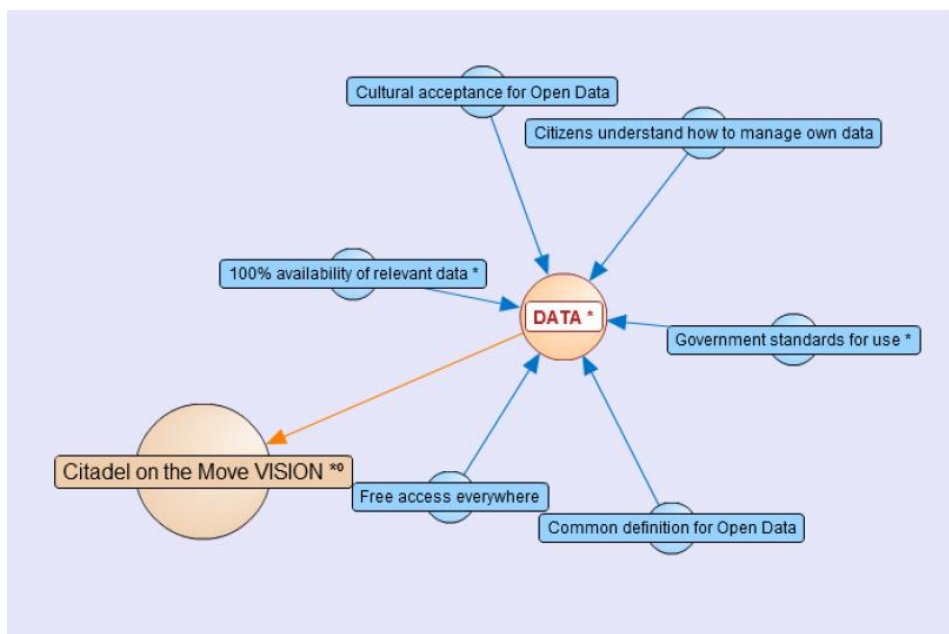 Cultural acceptance for Open Data
Citizens understand how to manage own data
100% availability of relevant data *
DATA *
Government standards for use *
Citadel on the Move VISION *º
Free access everywhere
Common definition for Open Data